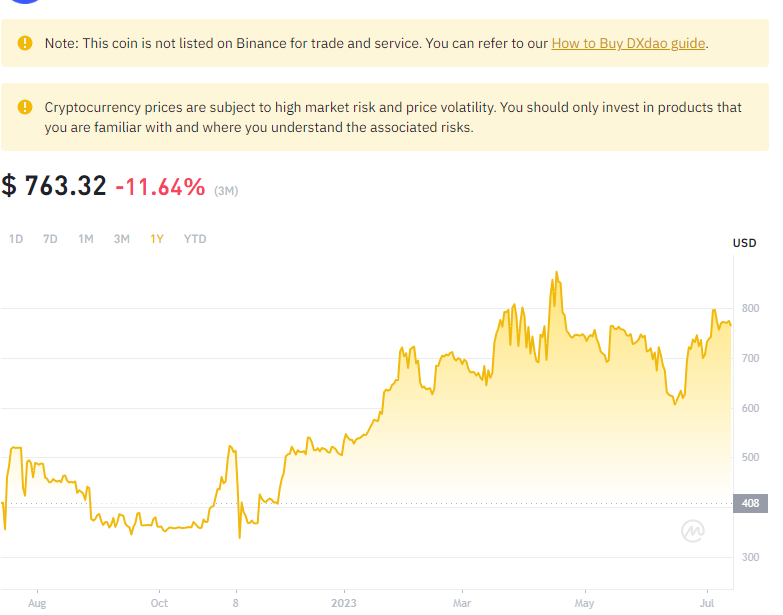 Note: This coin is not listed on Binance for trade and service. You can refer to our How to Buy DXdao guide.
Cryptocurrency prices are subject to high market risk and price volatility. You should only invest in products that
you are familiar with and where you understand the associated risks.
$ 763.32 -11.64% (3M)
1D 7D 1M 3M 1Y YTD
USD
800
700
600
500
408
300
Aug Oct 8 2023 Mar May Jul